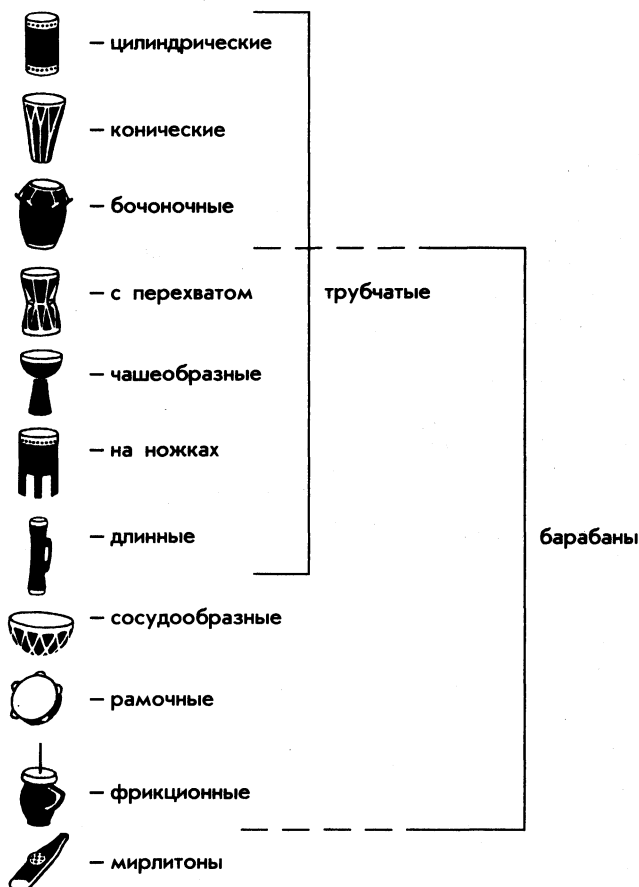 – цилиндрические
– конические
– бочоночные
– с перехватом
трубчатые
– чашеобразные
– на ножках
– длинные
барабаны
– сосудообразные
– рамочные
– фрикционные
– мирлитоны